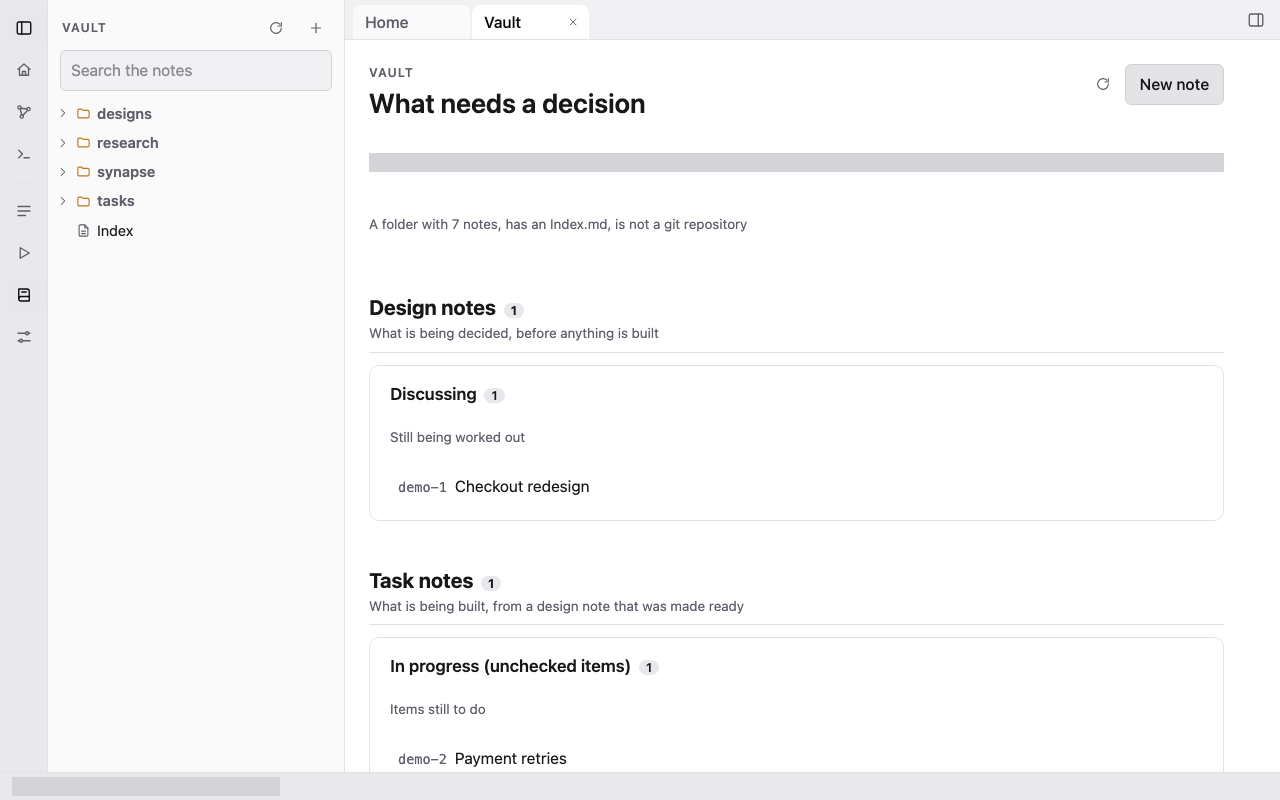 VAULT
Search the notes
designs
research
synapse
tasks
Index
Home
Vault
VAULT
What needs a decision
New note
A folder with 7 notes, has an Index.md, is not a git repository
Design notes 1
What is being decided, before anything is built
Discussing 1
Still being worked out
demo-1 Checkout redesign
Task notes 1
What is being built, from a design note that was made ready
In progress (unchecked items) 1
Items still to do
demo-2 Payment retries